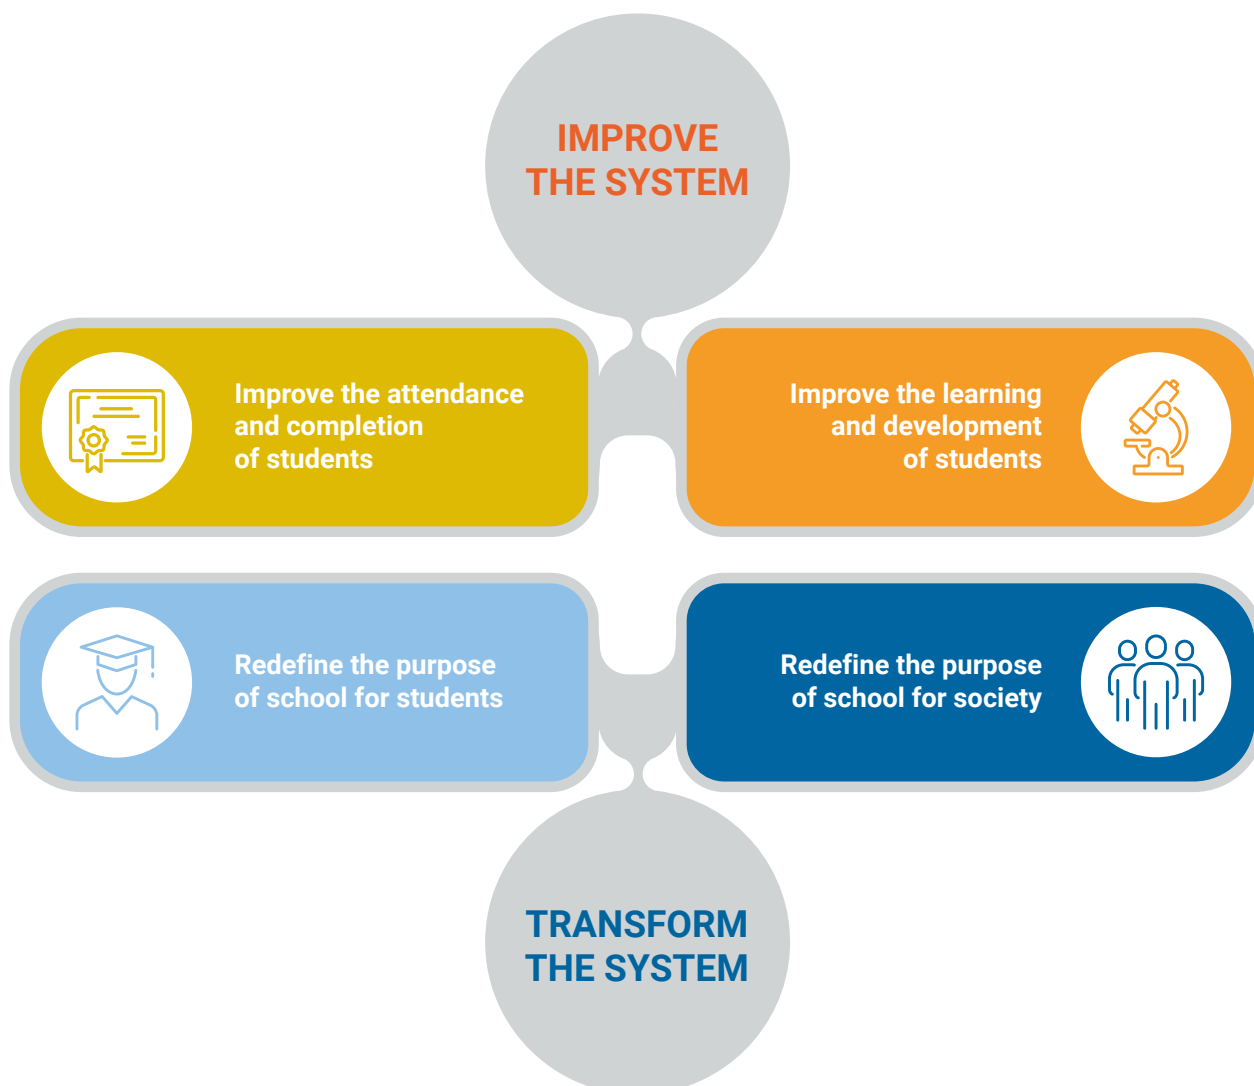 IMPROVE
THE SYSTEM
Improve the attendance
and completion
of students
Improve the learning
and development
of students
Redefine the purpose
of school for students
Redefine the purpose
of school for society
TRANSFORM
THE SYSTEM